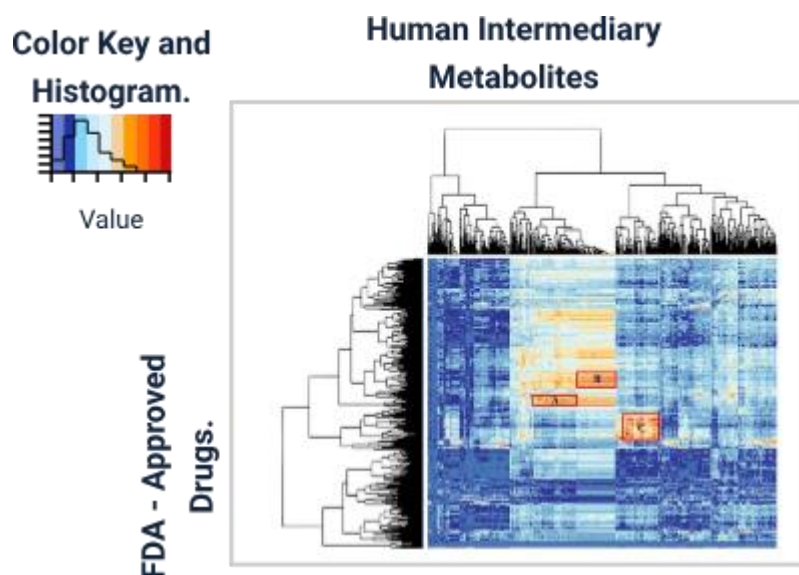 Color Key and
Histogram.
Value
Human Intermediary
Metabolites
FDA - Approved
Drugs.
B
A
C